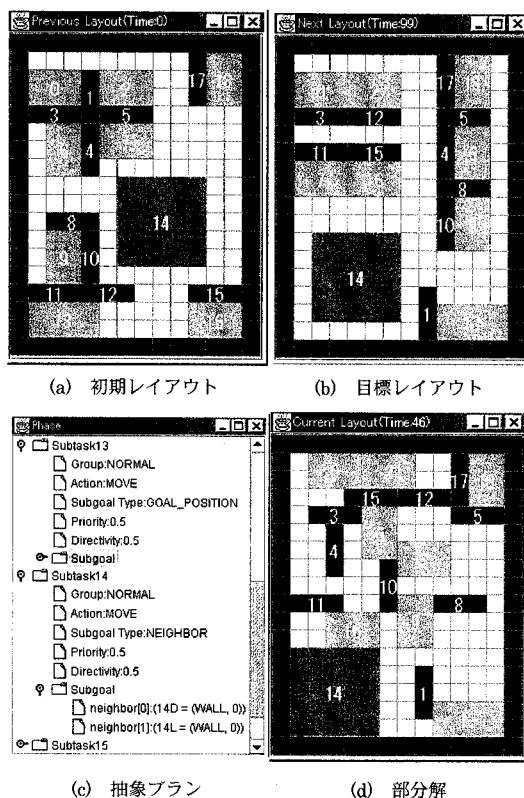 Previous Layout(Time:0)
0
1
2
17
3
5
4
14
8
9
10
11
12
15
(a) 初期レイアウト
Next Layout(Time:99)
17
3
12
5
11
15
4
8
10
14
1
(b) 目標レイアウト
Phase
Subtask13
Group:NORMAL
Action:MOVE
Subgoal Type:GOAL_POSITION
Priority:0.5
Directivity:0.5
Subgoal
Subtask14
Group:NORMAL
Action:MOVE
Subgoal Type:NEIGHBOR
Priority:0.5
Directivity:0.5
Subgoal
neighbor[0]:(14D = (WALL, 0))
neighbor[1]:(14L = (WALL, 0))
Subtask15
(c) 抽象プラン
Current Layout(Time:46)
17
15
12
3
5
4
10
11
8
14
1
(d) 部分解